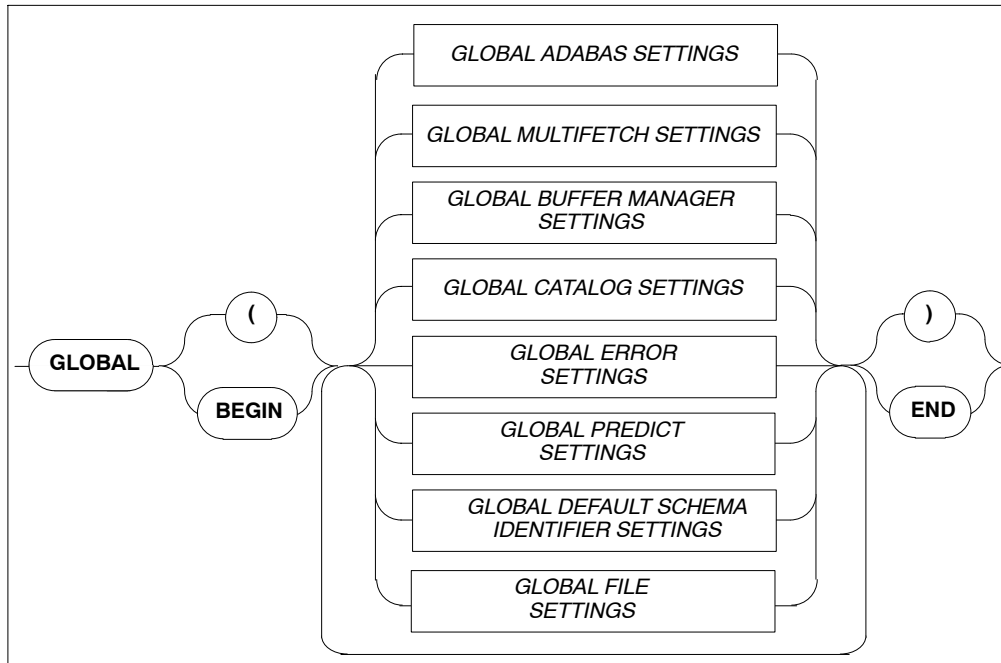 GLOBAL
(
BEGIN
GLOBAL ADABAS SETTINGS
GLOBAL MULTIFETCH SETTINGS
GLOBAL BUFFER MANAGER
SETTINGS
GLOBAL CATALOG SETTINGS
GLOBAL ERROR
SETTINGS
GLOBAL PREDICT
SETTINGS
GLOBAL DEFAULT SCHEMA
IDENTIFIER SETTINGS
GLOBAL FILE
SETTINGS
)
END